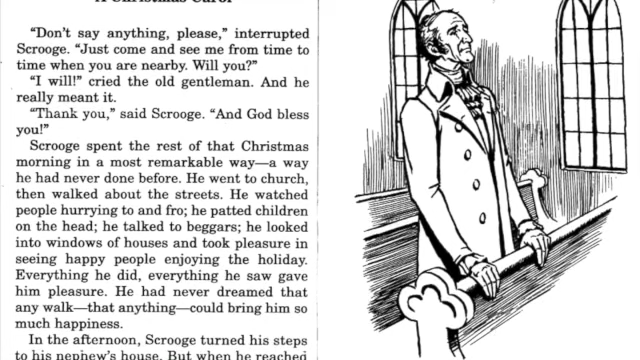 A Christmas Carol
"Don't say anything, please," interrupted
Scrooge. "Just come and see me from time to
time when you are nearby. Will you?"
"I will!" cried the old gentleman. And he
really meant it.
"Thank you," said Scrooge. "And God bless
you!"
Scrooge spent the rest of that Christmas
morning in a most remarkable way—a way
he had never done before. He went to church,
then walked about the streets. He watched
people hurrying to and fro; he patted children
on the head; he talked to beggars; he looked
into windows of houses and took pleasure in
seeing happy people enjoying the holiday.
Everything he did, everything he saw gave
him pleasure. He had never dreamed that
any walk—that anything—could bring him so
much happiness.
In the afternoon, Scrooge turned his steps
to his nephew's house. But when he reached